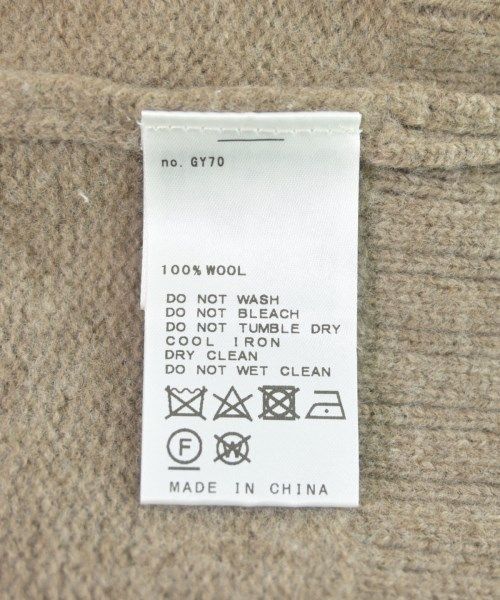 no. GY70
100% WOOL
DO NOT WASH
DO NOT BLEACH
DO NOT TUMBLE DRY
COOL IRON
DRY CLEAN
DO NOT WET CLEAN
F W
MADE IN CHINA